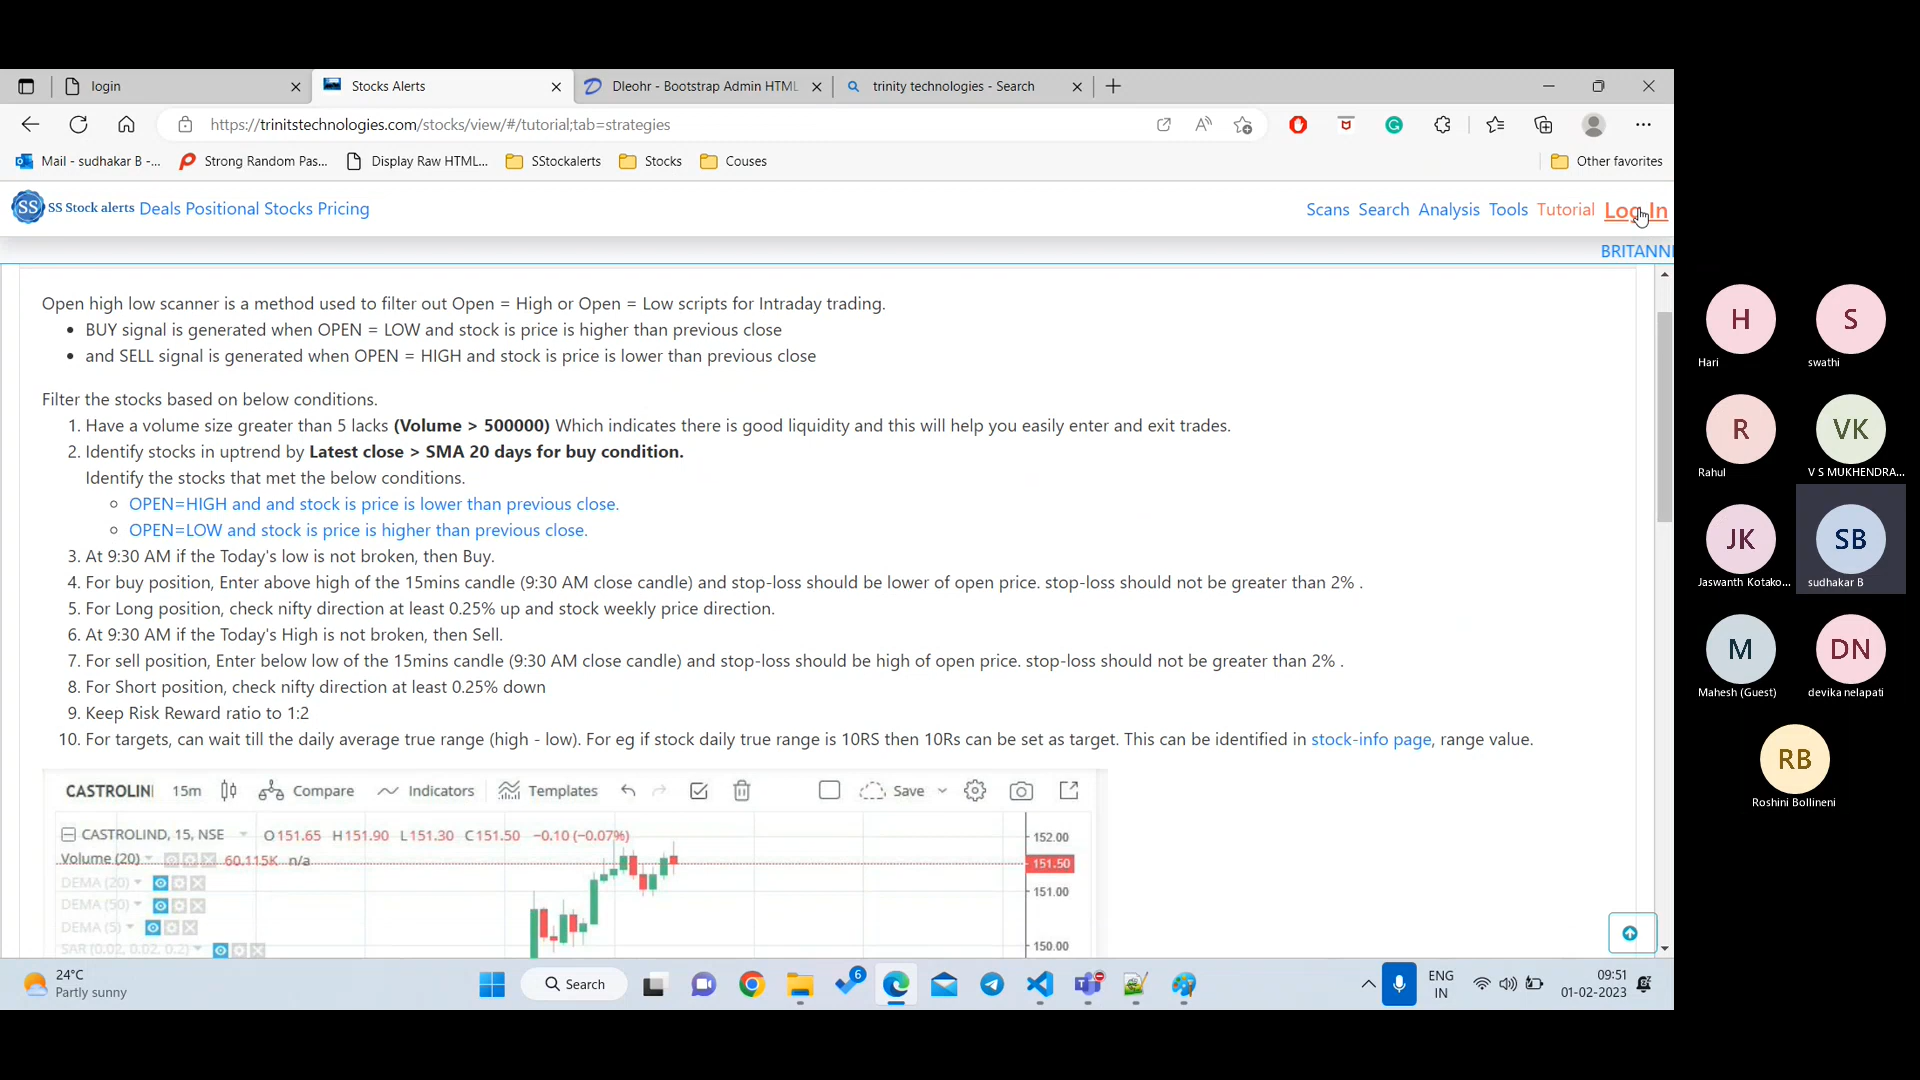 login
Stocks Alerts
Dleohr - Bootstrap Admin HTML
trinity technologies - Search
https://trinitstechnologies.com/stocks/view/#/tutorial;tab=strategies
Mail - sudhakar B -...
Strong Random Pas...
Display Raw HTML...
SStockalerts
Stocks
Couses
Other favorites
SS SS Stock alerts Deals Positional Stocks Pricing
Scans Search Analysis Tools Tutorial Log In
BRITANNI
Open high low scanner is a method used to filter out Open = High or Open = Low scripts for Intraday trading.
• BUY signal is generated when OPEN = LOW and stock is price is higher than previous close
• and SELL signal is generated when OPEN = HIGH and stock is price is lower than previous close
Filter the stocks based on below conditions.
1. Have a volume size greater than 5 lacks (Volume > 500000) Which indicates there is good liquidity and this will help you easily enter and exit trades.
2. Identify stocks in uptrend by Latest close > SMA 20 days for buy condition.
Identify the stocks that met the below conditions.
OPEN=HIGH and and stock is price is lower than previous close.
OPEN=LOW and stock is price is higher than previous close.
3. At 9:30 AM if the Today's low is not broken, then Buy.
4. For buy position, Enter above high of the 15mins candle (9:30 AM close candle) and stop-loss should be lower of open price. stop-loss should not be greater than 2% .
5. For Long position, check nifty direction at least 0.25% up and stock weekly price direction.
6. At 9:30 AM if the Today's High is not broken, then Sell.
7. For sell position, Enter below low of the 15mins candle (9:30 AM close candle) and stop-loss should be high of open price. stop-loss should not be greater than 2% .
8. For Short position, check nifty direction at least 0.25% down
9. Keep Risk Reward ratio to 1:2
10. For targets, can wait till the daily average true range (high - low). For eg if stock daily true range is 10RS then 10Rs can be set as target. This can be identified in stock-info page, range value.
CASTROLIN 15m Compare Indicators Templates Save
CASTROLIND, 15, NSE O151.65 H151.90 L151.30 C151.50 −0.10 (−0.07%)
Volume (20) 60.115K n/a
DEMA (20)
DEMA (50)
DEMA (5)
SAR (0.02, 0.02, 0.2)
152.00
151.50
151.00
150.00
24°C
Partly sunny
Search
6
ENG
IN
09:51
01-02-2023
H
Hari
S
swathi
R
Rahul
VK
V S MUKHENDRA...
JK
Jaswanth Kotako...
SB
sudhakar B
M
Mahesh (Guest)
DN
devika nelapati
RB
Roshini Bollineni